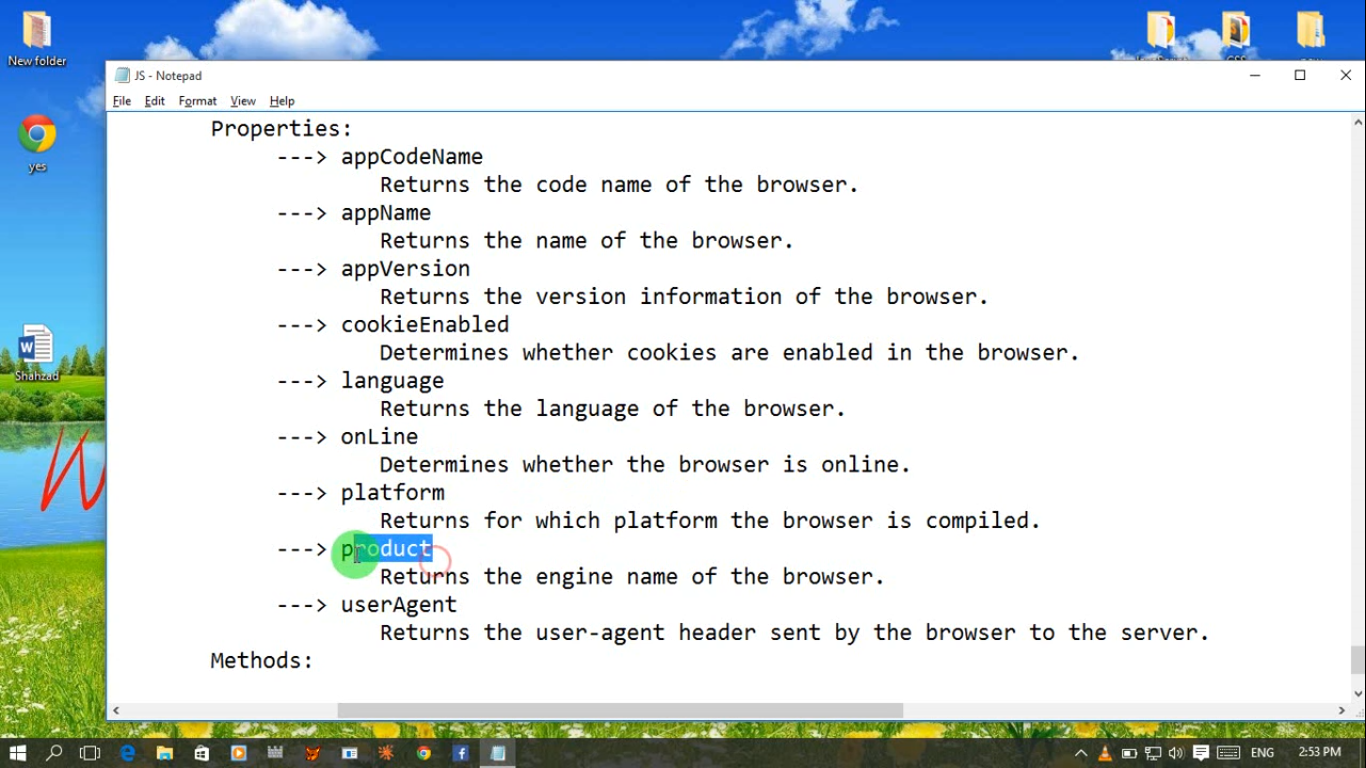 New folder
JS - Notepad
File Edit Format View Help
yes
Properties:
---> appCodeName
Returns the code name of the browser.
---> appName
Returns the name of the browser.
---> appVersion
Returns the version information of the browser.
---> cookieEnabled
Determines whether cookies are enabled in the browser.
---> language
Returns the language of the browser.
---> onLine
Determines whether the browser is online.
---> platform
Returns for which platform the browser is compiled.
---> product
Returns the engine name of the browser.
---> userAgent
Returns the user-agent header sent by the browser to the server.
Methods:
Shahzad
W
ENG
2:53 PM